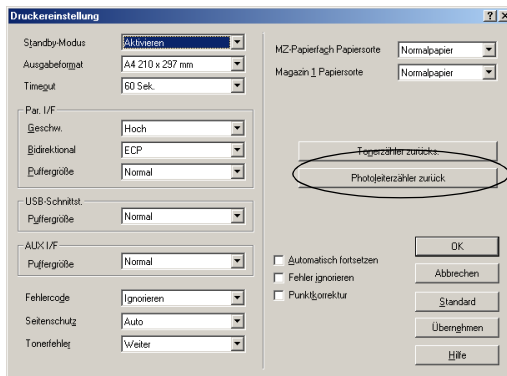 Druckereinstellung
Standby-Modus Aktivieren
Ausgabeformat A4 210 x 297 mm
Timeout 60 Sek.
Par. I/F
Geschw. Hoch
Bidirektional ECP
Puffergröße Normal
USB-Schnittst.
Puffergröße Normal
AUX I/F
Puffergröße Normal
Fehlercode Ignorieren
Seitenschutz Auto
Tonerfehler Weiter
MZ-Papierfach Papiersorte Normalpapier
Magazin 1 Papiersorte Normalpapier
Tonerzähler zurücks.
Photoleiterzähler zurück
Automatisch fortsetzen
Fehler ignorieren
Punktkorrektur
OK
Abbrechen
Standard
Übernehmen
Hilfe